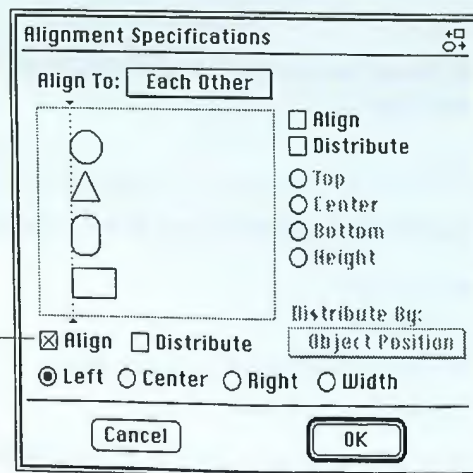 Alignment Specifications
Align To: Each Other
Align
Distribute
Top
Center
Bottom
Height
Distribute By:
Object Position
Align Distribute
Left Center Right Width
Cancel OK